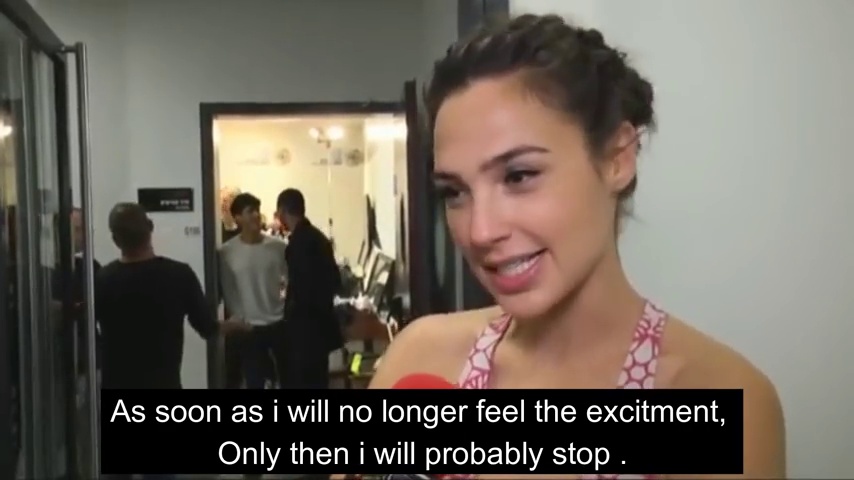 As soon as i will no longer feel the excitment,
Only then i will probably stop .